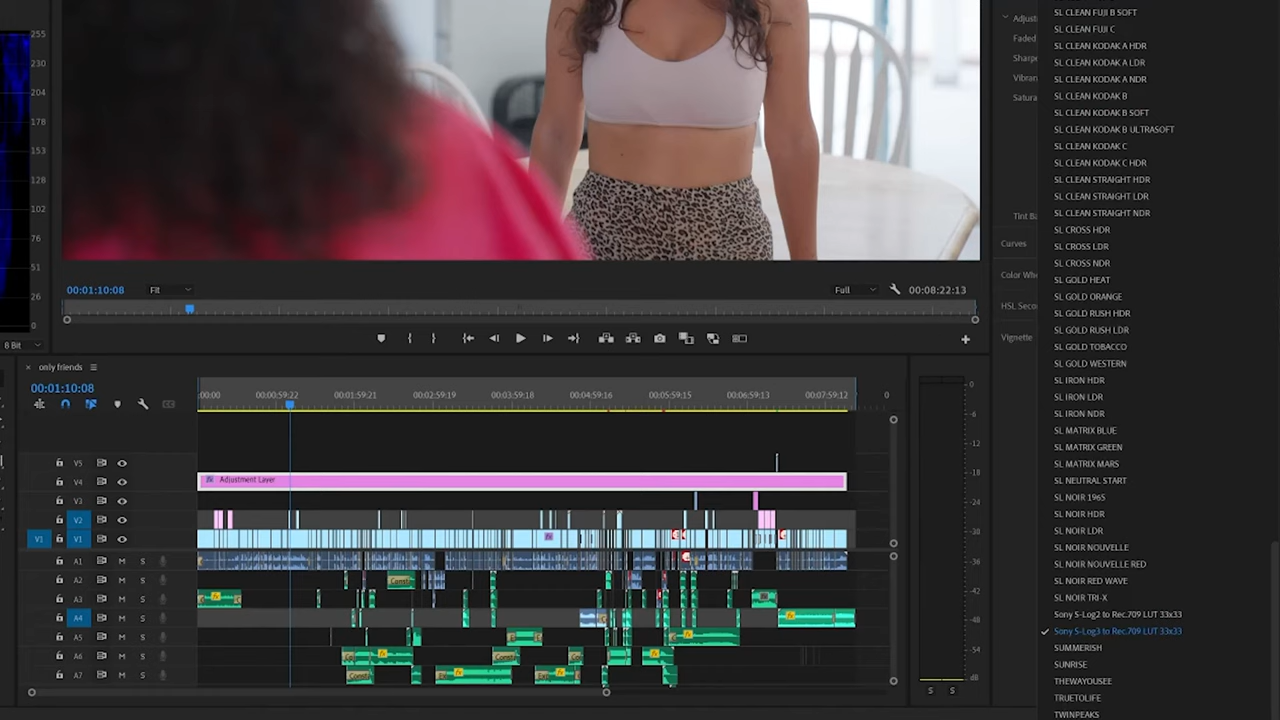 255
230
204
178
153
128
102
76
51
26
0
8 Bit
00:01:10:08
Fit
Full
00:08:22:13
only friends
00:01:10:08
:00:00
00:00:59:22
00:01:59:21
00:02:59:19
00:03:59:18
00:04:59:16
00:05:59:15
00:06:59:13
00:07:59:12
0
V5
V4
Adjustment Layer
V3
V2
V1
V1
A1 M S
A2 M S
A3 M S
A4 M S
A5 M S
A6 M S
A7 M S
0
-6
-12
-18
-24
-30
-36
-42
-48
-54
dB
S S
Adjust
Faded
Sharpe
Vibran
Satura
Tint Ba
Curves
Color Whe
HSL Seco
Vignette
SL CLEAN FUJI B SOFT
SL CLEAN FUJI C
SL CLEAN KODAK A HDR
SL CLEAN KODAK A LDR
SL CLEAN KODAK A NDR
SL CLEAN KODAK B
SL CLEAN KODAK B SOFT
SL CLEAN KODAK B ULTRASOFT
SL CLEAN KODAK C
SL CLEAN KODAK C HDR
SL CLEAN STRAIGHT HDR
SL CLEAN STRAIGHT LDR
SL CLEAN STRAIGHT NDR
SL CROSS HDR
SL CROSS LDR
SL CROSS NDR
SL GOLD HEAT
SL GOLD ORANGE
SL GOLD RUSH HDR
SL GOLD RUSH LDR
SL GOLD TOBACCO
SL GOLD WESTERN
SL IRON HDR
SL IRON LDR
SL IRON NDR
SL MATRIX BLUE
SL MATRIX GREEN
SL MATRIX MARS
SL NEUTRAL START
SL NOIR 1965
SL NOIR HDR
SL NOIR LDR
SL NOIR NOUVELLE
SL NOIR NOUVELLE RED
SL NOIR RED WAVE
SL NOIR TRI-X
Sony S-Log2 to Rec.709 LUT 33x33
Sony S-Log3 to Rec.709 LUT 33x33
SUMMERISH
SUNRISE
THEWAYOUSEE
TRUETOLIFE
TWINPEAKS